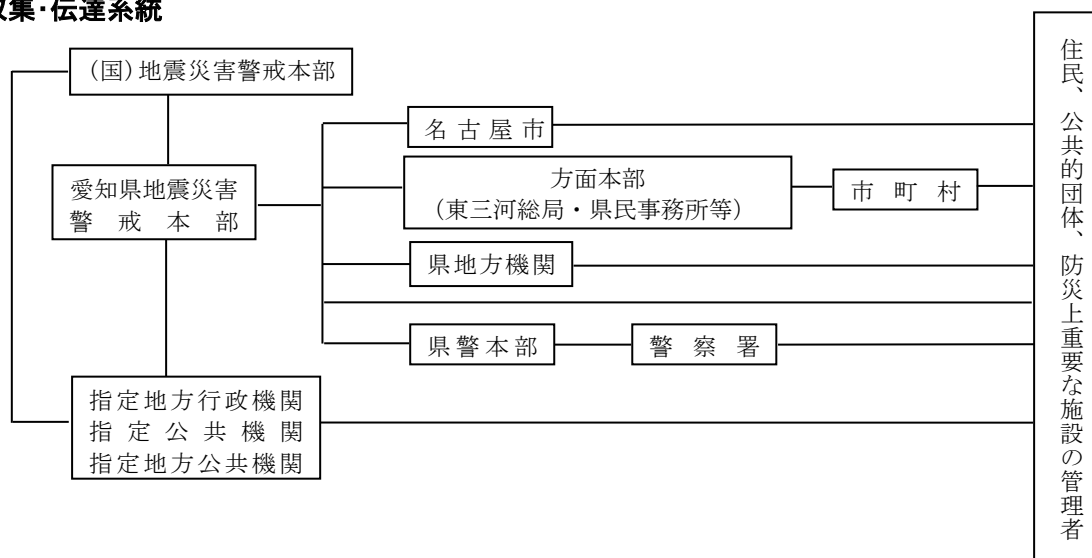 収集・伝達系統
(国)地震災害警戒本部
愛知県地震災害
警戒本部
名古屋市
方面本部
(東三河総局・県民事務所等)
市町村
県地方機関
県警本部
警察署
指定地方行政機関
指定公共機関
指定地方公共機関
住民、公共的団体、防災上重要な施設の管理者